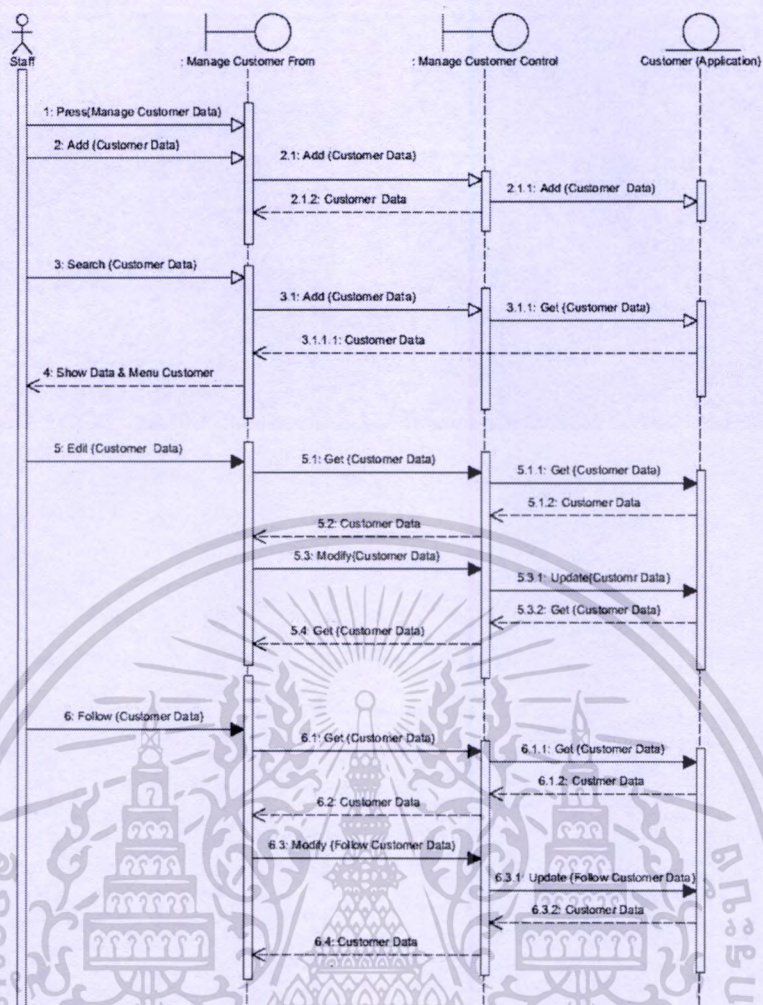 Staff
: Manage Customer From
: Manage Customer Control
Customer (Application)
1: Press(Manage Customer Data)
2: Add (Customer Data)
2.1: Add (Customer Data)
2.1.1: Add (Customer Data)
2.1.2: Customer Data
3: Search (Customer Data)
3.1: Add (Customer Data)
3.1.1: Get (Customer Data)
3.1.1.1: Customer Data
4: Show Data & Menu Customer
5: Edit (Customer Data)
5.1: Get (Customer Data)
5.1.1: Get (Customer Data)
5.1.2: Customer Data
5.2: Customer Data
5.3: Modify(Customer Data)
5.3.1: Update(Customr Data)
5.3.2: Get (Customer Data)
5.4: Get (Customer Data)
6: Follow (Customer Data)
6.1: Get (Customer Data)
6.1.1: Get (Customer Data)
6.1.2: Custmer Data
6.2: Customer Data
6.3: Modify (Follow Customer Data)
6.3.1: Update (Follow Customer Data)
6.3.2: Customer Data
6.4: Customer Data